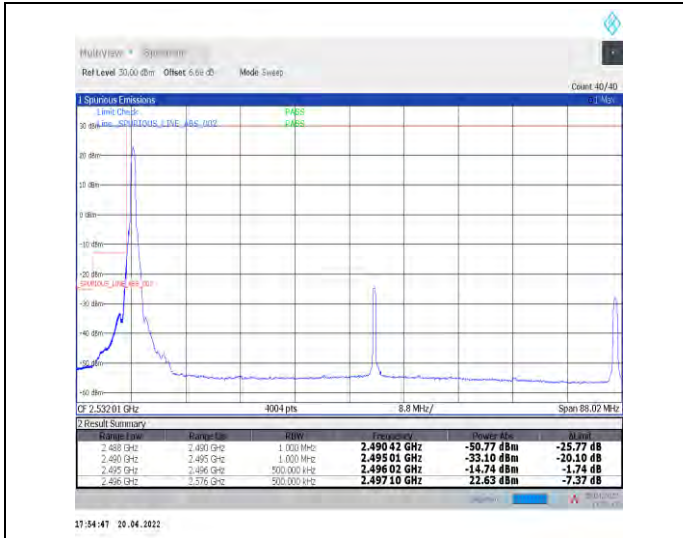 MultiView Spectrum
Ref Level 30.00 dBm Offset 6.68 dB Mode Sweep
Count 40/40
1 Spurious Emissions 1 Max
Limit Check PASS
Line _SPURIOUS_LINE_ABS_002 PASS
30 dBm
20 dBm
10 dBm
0 dBm
-10 dBm
-20 dBm
_SPURIOUS_LINE_ABS_002
-30 dBm
-40 dBm
-50 dBm
-60 dBm
CF 2.53201 GHz 4004 pts 8.8 MHz/ Span 88.02 MHz
2 Result Summary
Range Low Range Up RBW Frequency Power Abs ΔLimit
2.488 GHz 2.490 GHz 1.000 MHz 2.490 42 GHz -50.77 dBm -25.77 dB
2.490 GHz 2.495 GHz 1.000 MHz 2.495 01 GHz -33.10 dBm -20.10 dB
2.495 GHz 2.496 GHz 500.000 kHz 2.496 02 GHz -14.74 dBm -1.74 dB
2.496 GHz 2.576 GHz 500.000 kHz 2.497 10 GHz 22.63 dBm -7.37 dB
17:54:47 20.04.2022